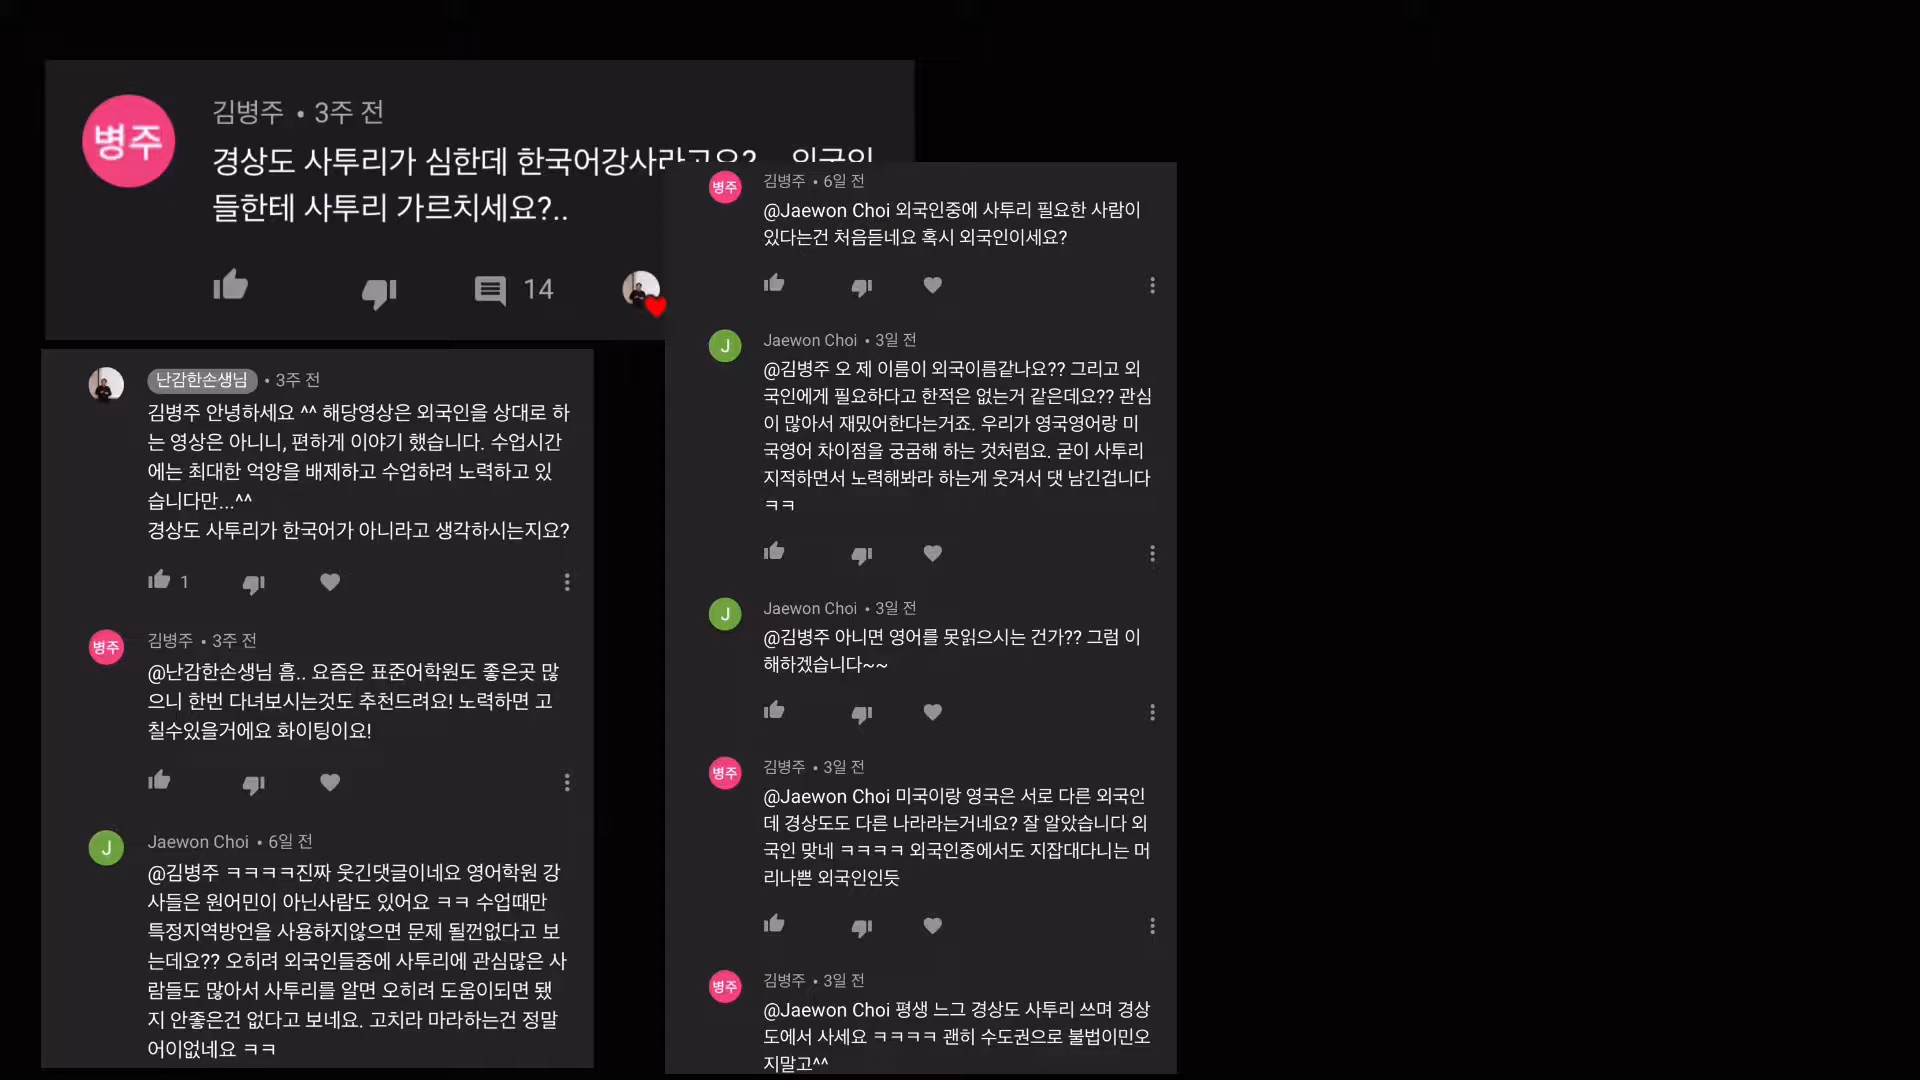 병주
김병주 • 3주 전
경상도 사투리가 심한데 한국어강사라고요?
들한테 사투리 가르치세요?..
14
난감한손생님 • 3주 전
김병주 안녕하세요 ^^ 해당영상은 외국인을 상대로 하
는 영상은 아니니, 편하게 이야기 했습니다. 수업시간
에는 최대한 억양을 배제하고 수업하려 노력하고 있
습니다만...^^
경상도 사투리가 한국어가 아니라고 생각하시는지요?
1
병주
김병주 • 3주 전
@난감한손생님 흠.. 요즘은 표준어학원도 좋은곳 많
으니 한번 다녀보시는것도 추천드려요! 노력하면 고
칠수있을거에요 화이팅이요!
J
Jaewon Choi • 6일 전
@김병주 ㅋㅋㅋㅋ진짜 웃긴댓글이네요 영어학원 강
사들은 원어민이 아닌사람도 있어요 ㅋㅋ 수업때만
특정지역방언을 사용하지않으면 문제 될껀없다고 보
는데요?? 오히려 외국인들중에 사투리에 관심많은 사
람들도 많아서 사투리를 알면 오히려 도움이되면 됐
지 안좋은건 없다고 보네요. 고치라 마라하는건 정말
어이없네요 ㅋㅋ
병주
김병주 • 6일 전
@Jaewon Choi 외국인중에 사투리 필요한 사람이
있다는건 처음듣네요 혹시 외국인이세요?
J
Jaewon Choi • 3일 전
@김병주 오 제 이름이 외국이름같나요?? 그리고 외
국인에게 필요하다고 한적은 없는거 같은데요?? 관심
이 많아서 재밌어한다는거죠. 우리가 영국영어랑 미
국영어 차이점을 궁굼해 하는 것처럼요. 굳이 사투리
지적하면서 노력해봐라 하는게 웃겨서 댓 남긴겁니다
ㅋㅋ
J
Jaewon Choi • 3일 전
@김병주 아니면 영어를 못읽으시는 건가?? 그럼 이
해하겠습니다~~
병주
김병주 • 3일 전
@Jaewon Choi 미국이랑 영국은 서로 다른 외국인
데 경상도도 다른 나라라는거네요? 잘 알았습니다 외
국인 맞네 ㅋㅋㅋㅋ 외국인중에서도 지잡대다니는 머
리나쁜 외국인인듯
병주
김병주 • 3일 전
@Jaewon Choi 평생 느그 경상도 사투리 쓰며 경상
도에서 사세요 ㅋㅋㅋㅋ 괜히 수도권으로 불법이민오
지말고^^